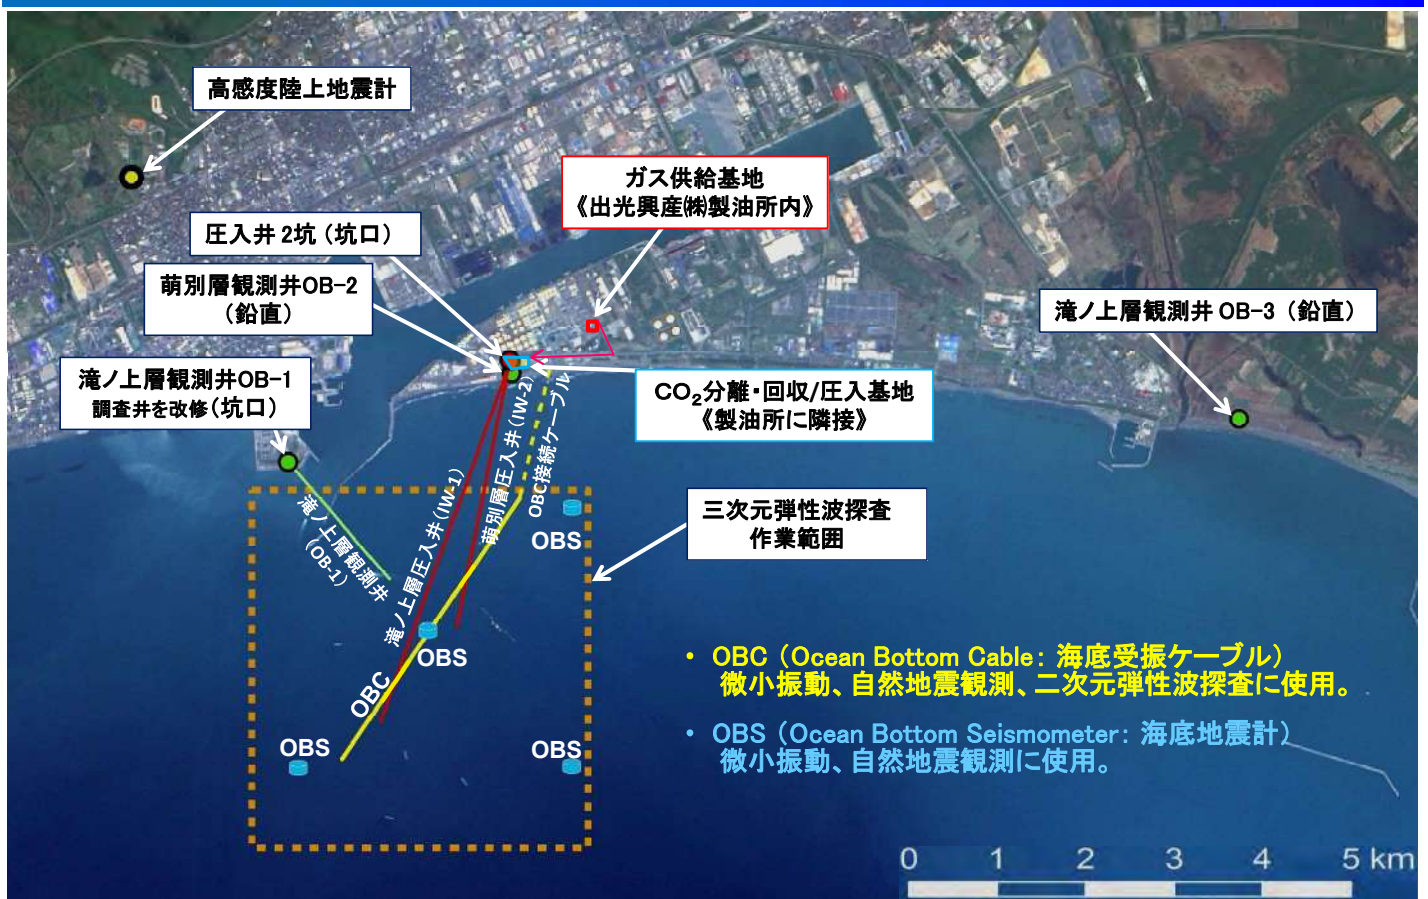 高感度陸上地震計
ガス供給基地
《出光興産㈱製油所内》
圧入井 2坑 (坑口)
萌別層観測井OB-2
(鉛直)
滝ノ上層観測井 OB-3 (鉛直)
滝ノ上層観測井OB-1
調査井を改修(坑口)
CO₂分離・回収/圧入基地
《製油所に隣接》
滝ノ上層観測井
(OB-1)
滝ノ上層圧入井(IW-1)
萌別層圧入井(IW-2)
OBC接続ケーブル
三次元弾性波探査
作業範囲
OBS
OBS
OBC
OBS
OBS
• OBC (Ocean Bottom Cable: 海底受振ケーブル)
微小振動、自然地震観測、二次元弾性波探査に使用。
• OBS (Ocean Bottom Seismometer: 海底地震計)
微小振動、自然地震観測に使用。
0 1 2 3 4 5 km